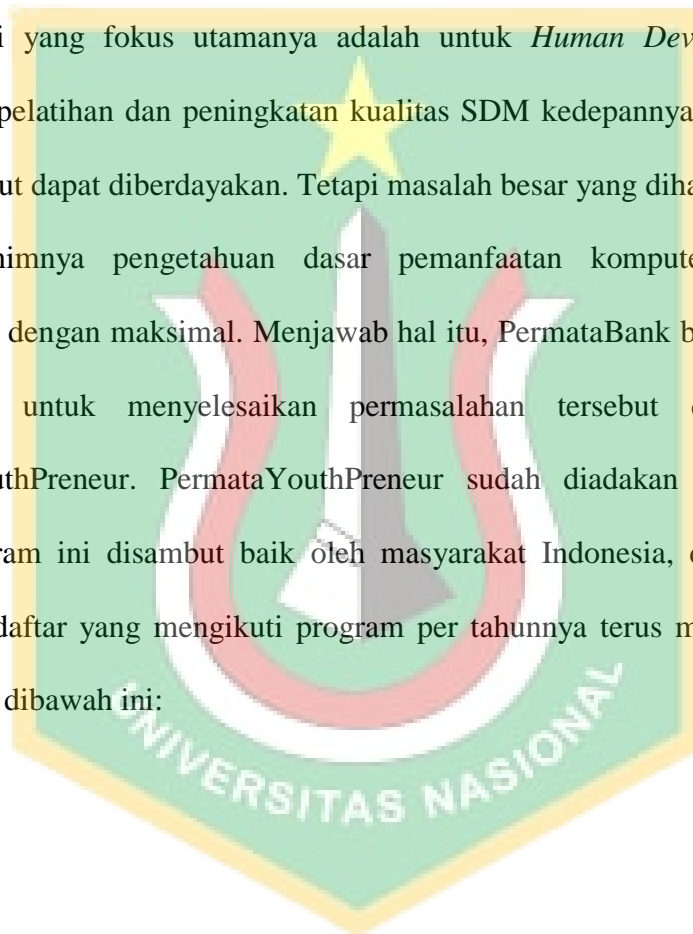 i yang fokus utamanya adalah untuk Human Dev
pelatihan dan peningkatan kualitas SDM kedepannya
ut dapat diberdayakan. Tetapi masalah besar yang diha
nimnya pengetahuan dasar pemanfaatan kompute
dengan maksimal. Menjawab hal itu, PermataBank b
untuk menyelesaikan permasalahan tersebut
uthPreneur. PermataYouthPreneur sudah diadakan
ram ini disambut baik oleh masyarakat Indonesia,
daftar yang mengikuti program per tahunnya terus m
dibawah ini:
UNIVERSITAS NASIONAL